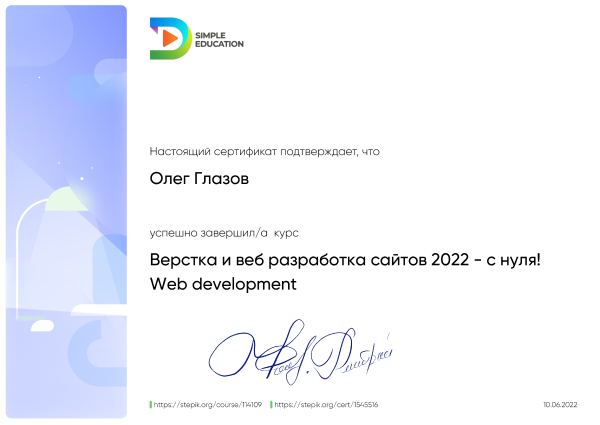 SIMPLE
EDUCATION
Настоящий сертификат подтверждает, что
Олег Глазов
успешно завершил/а курс
Верстка и веб разработка сайтов 2022 - с нуля!
Web development
https://stepik.org/course/114109 https://stepik.org/cert/1545516 10.06.2022